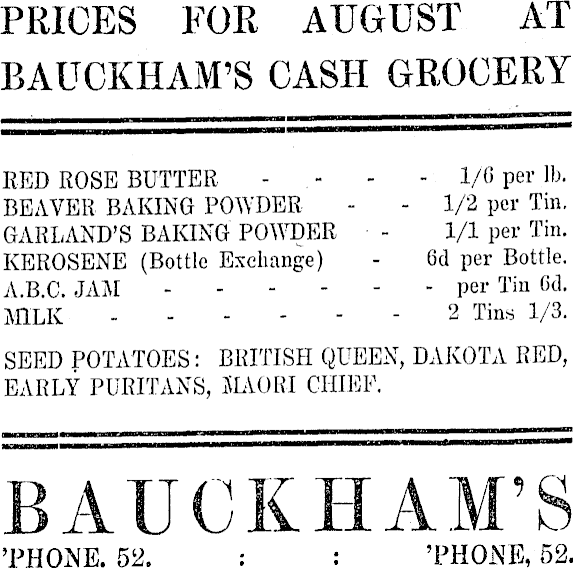 PRICES FOR AUGUST AT
BAUCKHAM'S CASH GROCERY
RED ROSE BUTTER - - - - 1/6 per lb.
BEAVER BAKING POWDER - - 1/2 per Tin.
GARLAND'S BAKING POWDER - 1/1 per Tin.
KEROSENE (Bottle Exchange) - 6d per Bottle.
A.B.C. JAM - - - - - - per Tin 6d.
MILK - - - - - - 2 Tins 1/3.
SEED POTATOES: BRITISH QUEEN, DAKOTA RED,
EARLY PURITANS, MAORI CHIEF.
BAUCKHAM'S
'PHONE. 52. : : 'PHONE, 52.